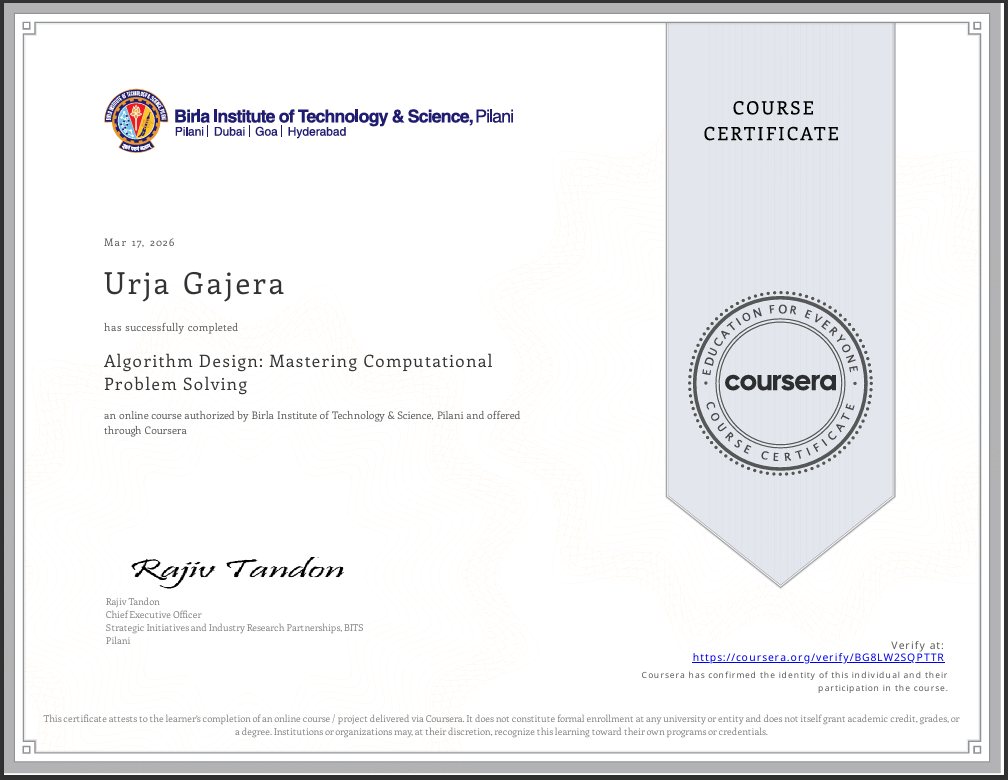 Birla Institute of Technology & Science, Pilani
Pilani | Dubai | Goa | Hyderabad
COURSE
CERTIFICATE
Mar 17, 2026
Urja Gajera
has successfully completed
Algorithm Design: Mastering Computational
Problem Solving
an online course authorized by Birla Institute of Technology & Science, Pilani and offered
through Coursera
EDUCATION FOR EVERYONE
coursera
COURSE CERTIFICATE
Rajiv Tandon
Rajiv Tandon
Chief Executive Officer
Strategic Initiatives and Industry Research Partnerships, BITS
Pilani
Verify at:
https://coursera.org/verify/BG8LW2SQPTTR
Coursera has confirmed the identity of this individual and their
participation in the course.
This certificate attests to the learner's completion of an online course / project delivered via Coursera. It does not constitute formal enrollment at any university or entity and does not itself grant academic credit, grades, or
a degree. Institutions or organizations may, at their discretion, recognize this learning toward their own programs or credentials.